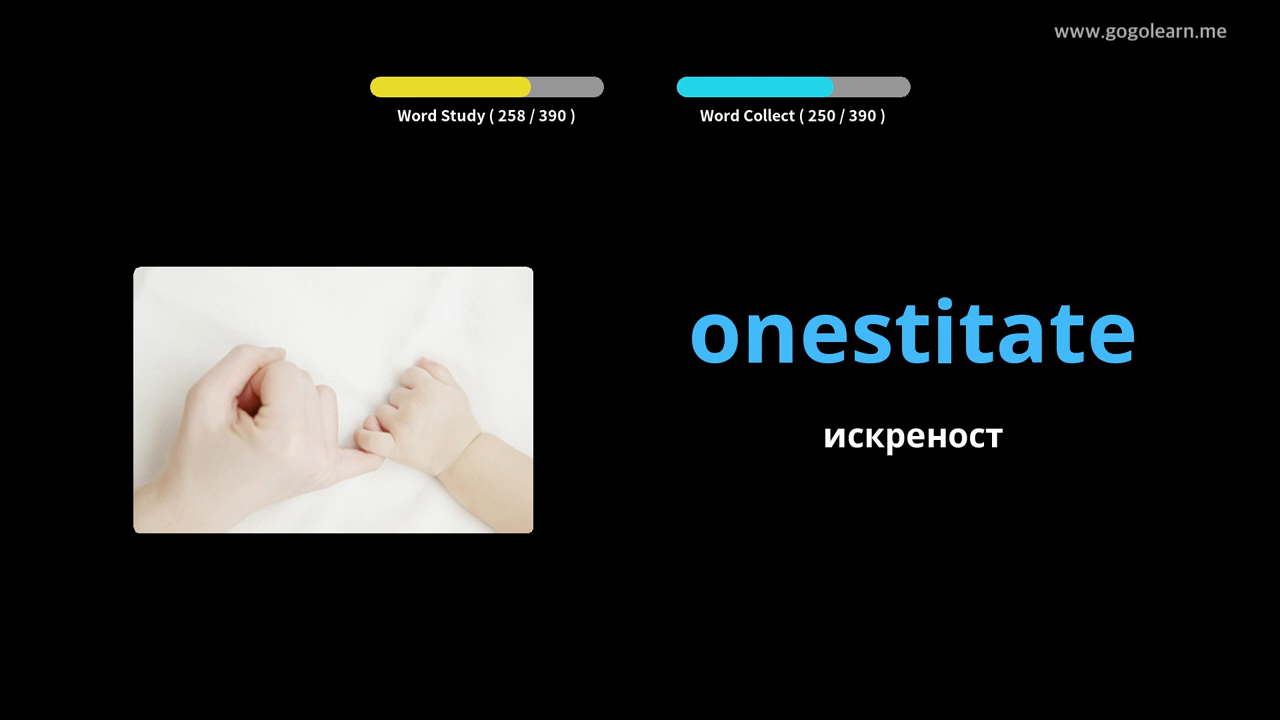 www.gogolearn.me
Word Study ( 258 / 390 )
Word Collect ( 250 / 390 )
onestitate
искреност